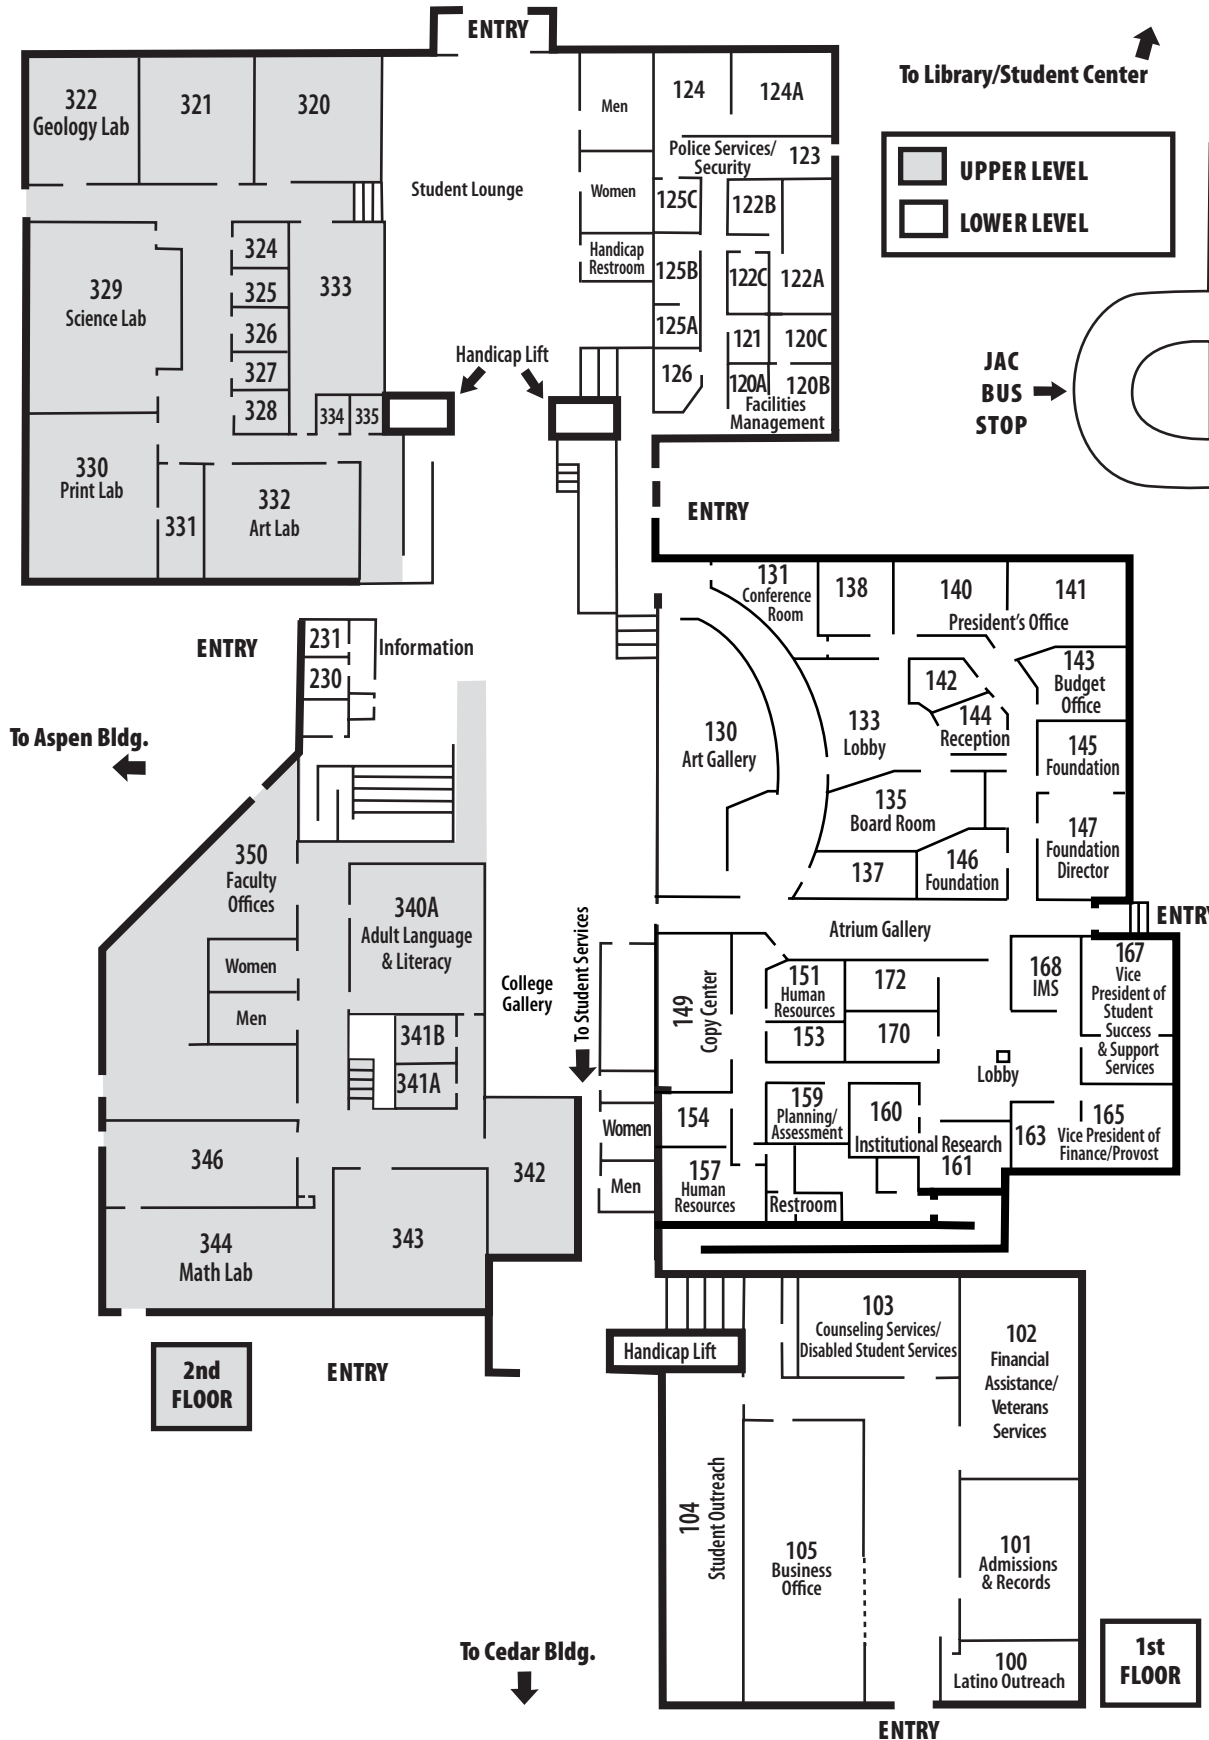 ENTRY
To Library/Student Center
UPPER LEVEL
LOWER LEVEL
322
Geology Lab
321
320
Student Lounge
Men
Women
Handicap
Restroom
124
124A
Police Services/
Security
123
125C
122B
125B
122C
122A
125A
121
120C
126
120A
120B
Facilities
Management
324
325
326
327
328
333
334
335
329
Science Lab
330
Print Lab
331
332
Art Lab
Handicap Lift
JAC
BUS
STOP
ENTRY
131
Conference
Room
138
140
141
President's Office
143
Budget
Office
142
144
Reception
145
Foundation
147
Foundation
Director
130
Art Gallery
133
Lobby
135
Board Room
137
146
Foundation
ENTRY
231
230
Information
To Aspen Bldg.
350
Faculty
Offices
340A
Adult Language
& Literacy
Women
Men
341B
341A
College
Gallery
To Student Services
346
342
343
344
Math Lab
Women
Men
Atrium Gallery
ENTRY
149
Copy Center
151
Human
Resources
172
153
170
168
IMS
167
Vice
President of
Student
Success
& Support
Services
Lobby
154
159
Planning/
Assessment
160
Institutional Research
161
163
165
Vice President of
Finance/Provost
157
Human
Resources
Restroom
2nd
FLOOR
ENTRY
Handicap Lift
103
Counseling Services/
Disabled Student Services
102
Financial
Assistance/
Veterans
Services
104
Student Outreach
105
Business
Office
101
Admissions
& Records
100
Latino Outreach
1st
FLOOR
To Cedar Bldg.
ENTRY